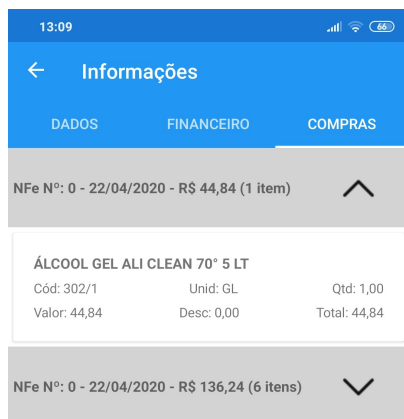 13:09
66
Informações
DADOS FINANCEIRO COMPRAS
NFe Nº: 0 - 22/04/2020 - R$ 44,84 (1 item)
ÁLCOOL GEL ALI CLEAN 70° 5 LT
Cód: 302/1 Unid: GL Qtd: 1,00
Valor: 44,84 Desc: 0,00 Total: 44,84
NFe Nº: 0 - 22/04/2020 - R$ 136,24 (6 itens)